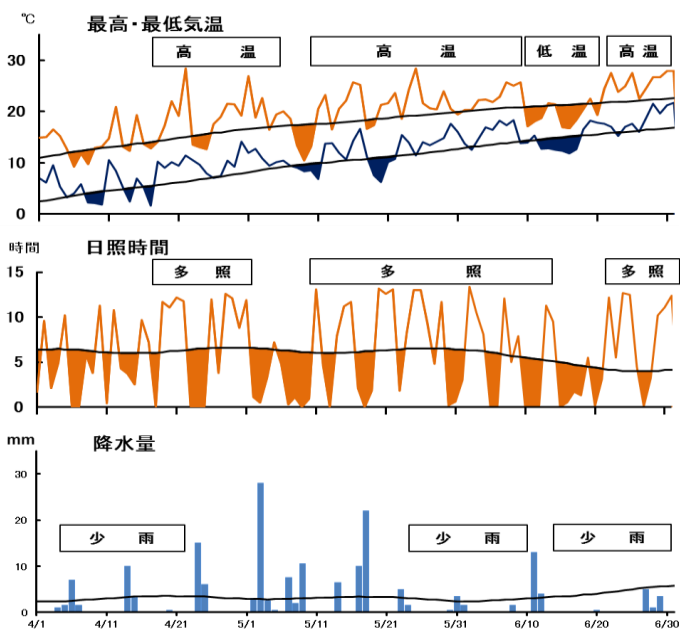 ℃
最高・最低気温
高 温
高 温
低 温
高 温
30
20
10
0
時間
日照時間
多 照
多 照
多 照
15
10
5
0
mm
降水量
30
20
10
0
少 雨
少 雨
少 雨
4/1 4/11 4/21 5/1 5/11 5/21 5/31 6/10 6/20 6/30